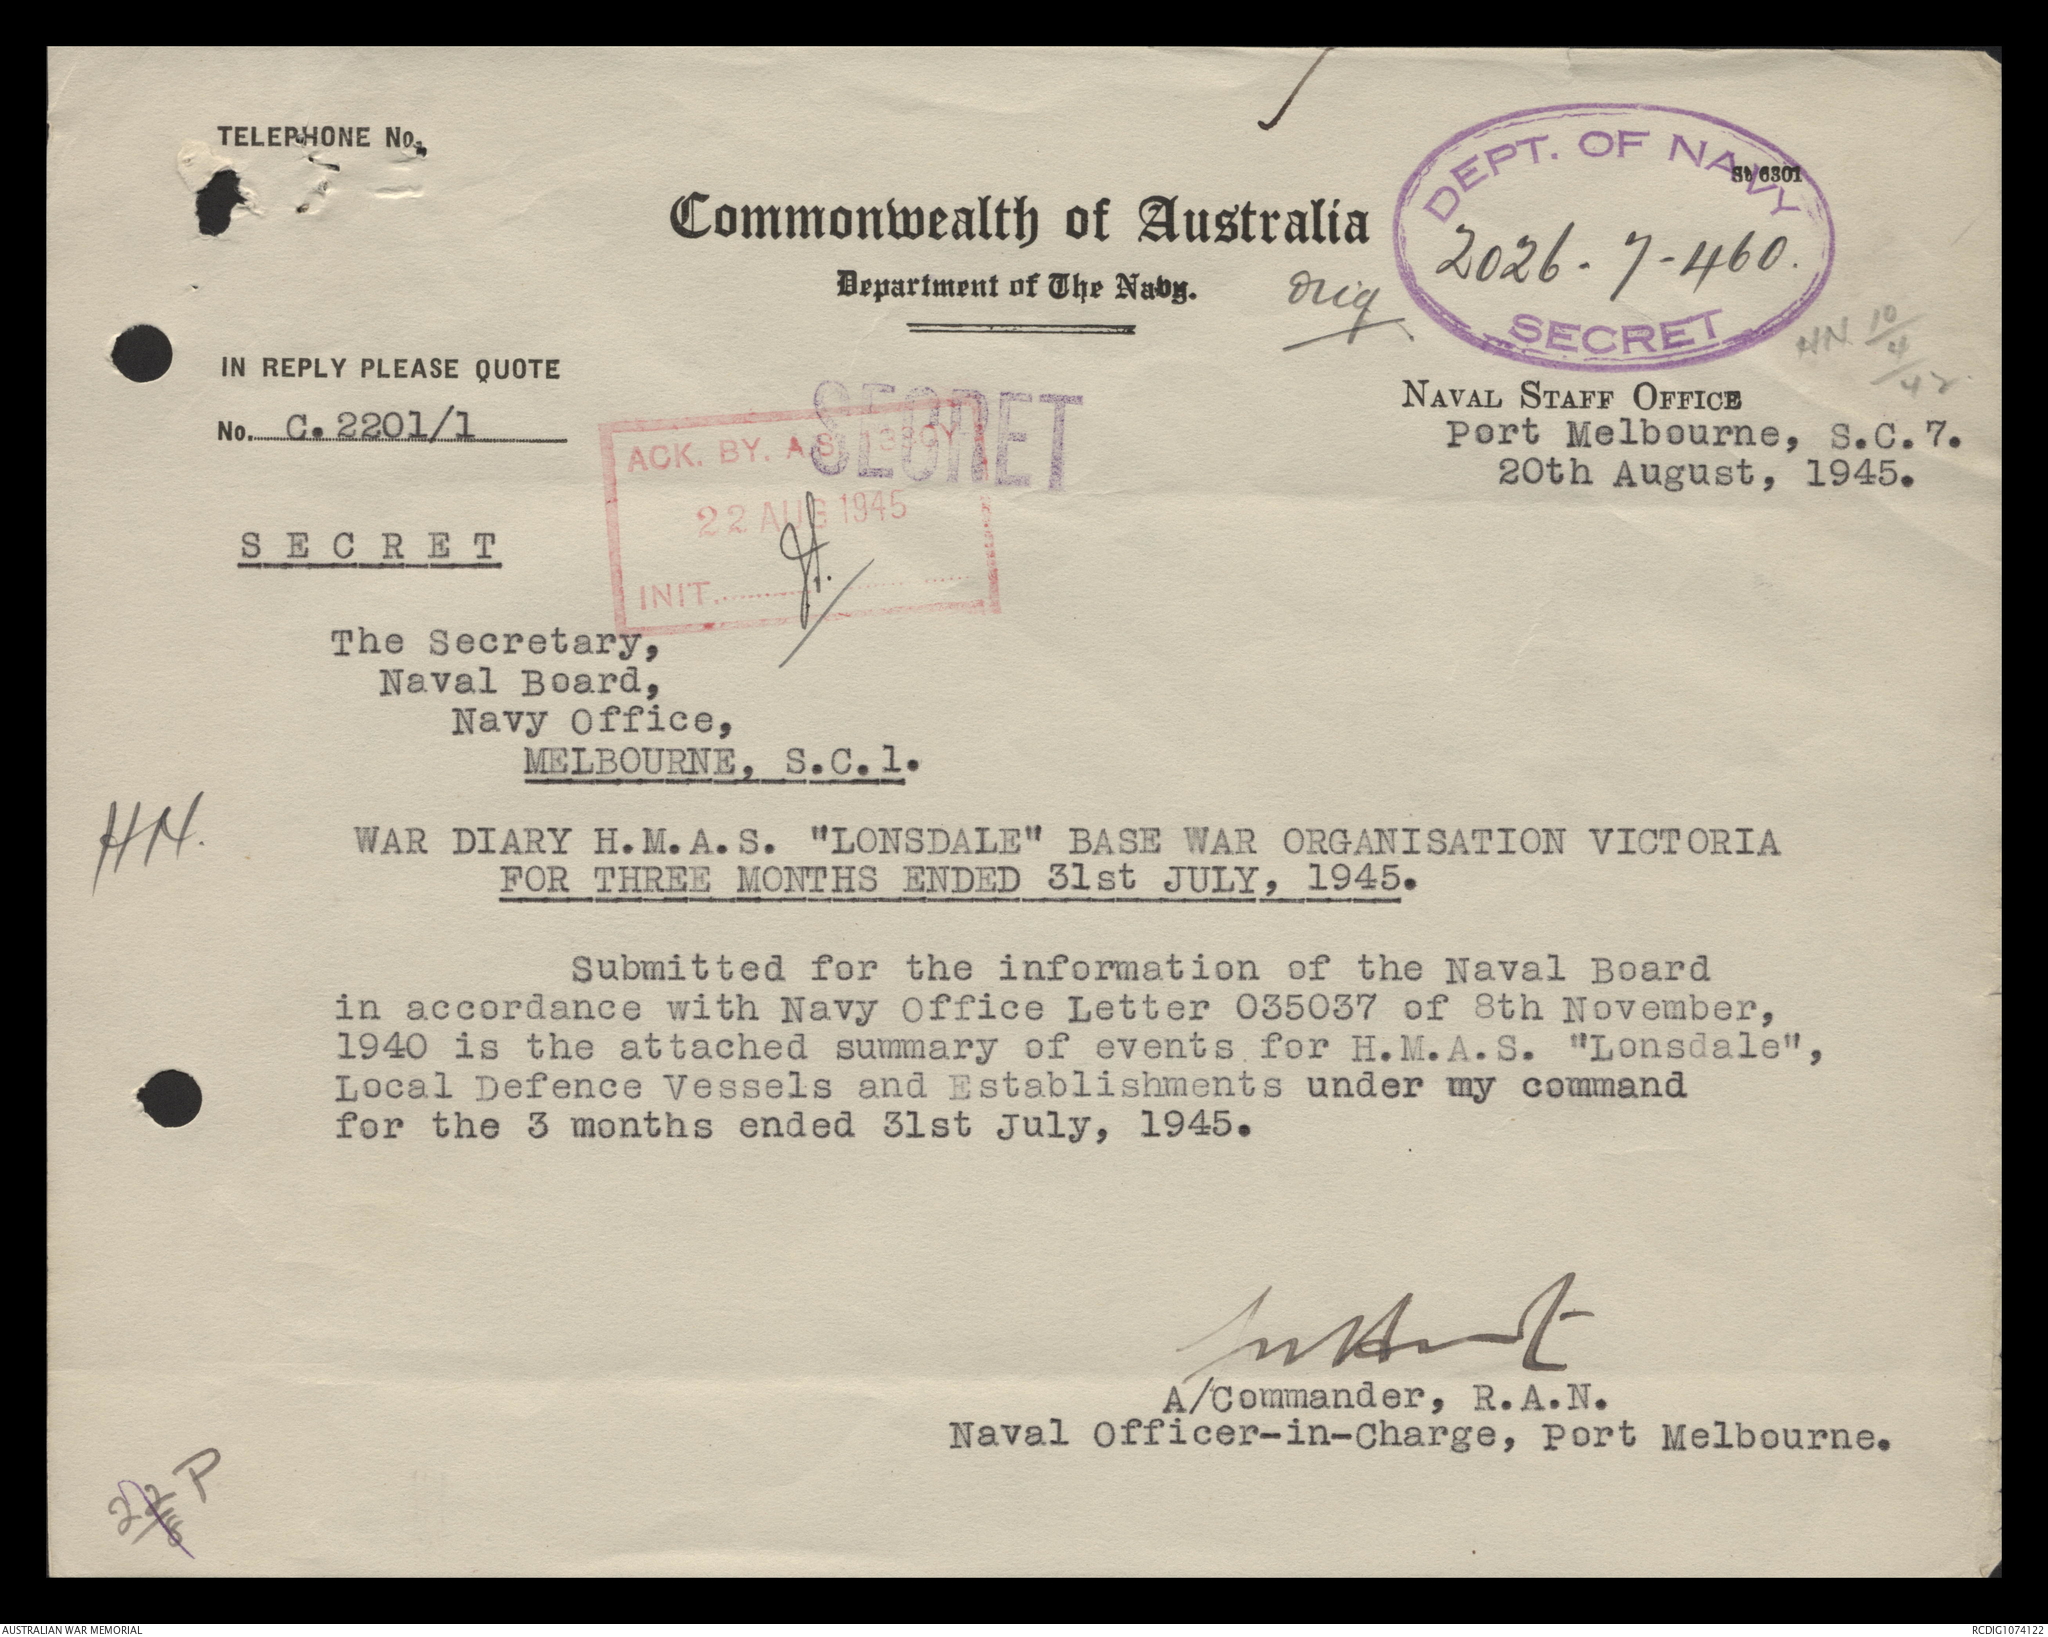 TELEPHONE No.
DEPT. OF NAVY
St 6301
2026-7-460.
SECRET
Commonwealth of Australia
Department of The Navy.
Orig
HN 10/4/42
IN REPLY PLEASE QUOTE
No. C.2201/1
SECRET
NAVAL STAFF OFFICE
Port Melbourne, S.C.7.
20th August, 1945.
ACK. BY.
22 AUG 1945
INIT.
S E C R E T
The Secretary,
Naval Board,
Navy Office,
MELBOURNE, S.C.1.
HN.
WAR DIARY H.M.A.S. "LONSDALE" BASE WAR ORGANISATION VICTORIA
FOR THREE MONTHS ENDED 31st JULY, 1945.
Submitted for the information of the Naval Board
in accordance with Navy Office Letter 035037 of 8th November,
1940 is the attached summary of events for H.M.A.S. "Lonsdale",
Local Defence Vessels and Establishments under my command
for the 3 months ended 31st July, 1945.
A/Commander, R.A.N.
Naval Officer-in-Charge, Port Melbourne.
P
AUSTRALIAN WAR MEMORIAL
RCDIG1074122